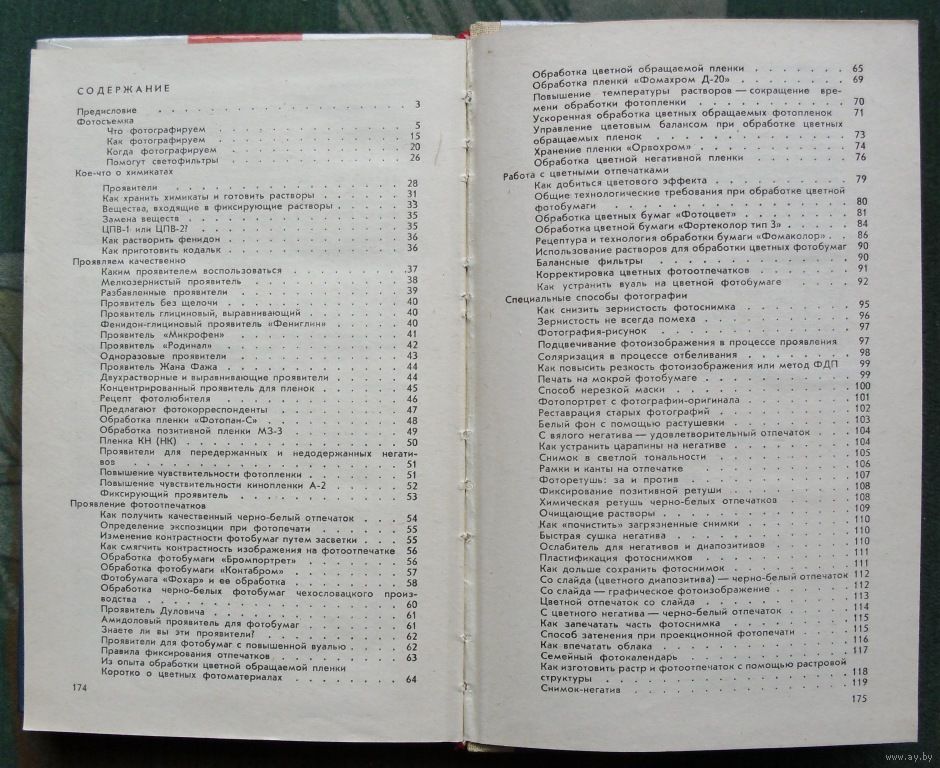 СОДЕРЖАНИЕ
Предисловие . . . 3
Фотосъемка
Что фотографируем . . . 5
Как фотографируем . . . 15
Когда фотографируем . . . 20
Помогут светофильтры . . . 26
Кое-что о химикатах
Проявители . . . 28
Как хранить химикаты и готовить растворы . . . 31
Вещества, входящие в фиксирующие растворы . . . 33
Замена веществ . . . 35
ЦПВ-1 или ЦПВ-2? . . . 35
Как растворить фенидон . . . 36
Как приготовить кодальк . . . 36
Проявляем качественно
Каким проявителем воспользоваться . . . 37
Мелкозернистый проявитель . . . 38
Разбавленные проявители . . . 39
Проявитель без щелочи . . . 40
Проявитель глициновый, выравнивающий . . . 40
Фенидон-глициновый проявитель «Фениглин» . . . 40
Проявитель «Микрофен» . . . 41
Проявитель «Родинал» . . . 42
Одноразовые проявители . . . 43
Проявитель Жана Фажа . . . 44
Двухрастворные и выравнивающие проявители . . . 44
Концентрированный проявитель для пленок . . . 45
Рецепт фотолюбителя . . . 46
Предлагают фотокорреспонденты . . . 47
Обработка пленки «Фотопан-С» . . . 48
Обработка позитивной пленки МЗ-3 . . . 49
Пленка КН (НК) . . . 50
Проявители для передержанных и недодержанных негати-
вов . . . 51
Повышение чувствительности фотопленки . . . 51
Повышение чувствительности кинопленки А-2 . . . 52
Фиксирующий проявитель . . . 53
Проявление фотоотпечатков
Как получить качественный черно-белый отпечаток . . . 54
Определение экспозиции при фотопечати . . . 55
Изменение контрастности фотобумаг путем засветки . . . 55
Как смягчить контрастность изображения на фотоотпечатке 56
Обработка фотобумаги «Бромпортрет» . . . 56
Обработка фотобумаги «Контабром» . . . 57
Фотобумага «Фохар» и ее обработка . . . 58
Обработка черно-белых фотобумаг чехословацкого произ-
водства . . . 60
Проявитель Дуловича . . . 61
Амидоловый проявитель для фотобумаг . . . 61
Знаете ли вы эти проявители? . . . 62
Проявители для фотобумаг с повышенной вуалью . . . 62
Правила фиксирования отпечатков . . . 63
Из опыта обработки цветной обращаемой пленки
Коротко о цветных фотоматериалах . . . 64
174
Обработка цветной обращаемой пленки . . . 65
Обработка пленки «Фомахром Д-20» . . . 69
Повышение температуры растворов — сокращение вре-
мени обработки фотопленки . . . 70
Ускоренная обработка цветных обращаемых фотопленок 71
Управление цветовым балансом при обработке цветных
обращаемых пленок . . . 73
Хранение пленки «Орвохром» . . . 74
Обработка цветной негативной пленки . . . 76
Работа с цветными отпечатками
Как добиться цветового эффекта . . . 79
Общие технологические требования при обработке цветной
фотобумаги . . . 80
Обработка цветных бумаг «Фотоцвет» . . . 81
Обработка цветной бумаги «Фортеколор тип 3» . . . 84
Рецептура и технология обработки бумаги «Фомаколор» . . . 86
Использование растворов для обработки цветных фотобумаг 90
Балансные фильтры . . . 90
Корректировка цветных фотоотпечатков . . . 91
Как устранить вуаль на цветной фотобумаге 92
Специальные способы фотографии
Как снизить зернистость фотоснимка . . . 95
Зернистость не всегда помеха . . . 96
Фотография-рисунок . . . 97
Подцвечивание фотоизображения в процессе проявления 97
Соляризация в процессе отбеливания . . . 98
Как повысить резкость фотоизображения или метод ФДП 99
Печать на мокрой фотобумаге . . . 99
Способ нерезкой маски . . . 100
Фотопортрет с фотографии-оригинала . . . 101
Реставрация старых фотографий . . . 102
Белый фон с помощью растушевки . . . 103
С вялого негатива — удовлетворительный отпечаток . . . 104
Как устранить царапины на негативе . . . 104
Снимок в светлой тональности . . . 105
Рамки и канты на отпечатке . . . 106
Фоторетушь: за и против . . . 107
Фиксирование позитивной ретуши . . . 108
Химическая ретушь черно-белых отпечатков . . . 108
Очищающие растворы . . . 109
Как «почистить» загрязненные снимки . . . 110
Быстрая сушка негатива . . . 110
Ослабитель для негативов и диапозитивов . . . 110
Пластификация фотоснимков . . . 111
Как дольше сохранить фотоснимок . . . 111
Со слайда (цветного диапозитива) — черно-белый отпечаток 112
Со слайда — графическое фотоизображение . . . 112
Цветной отпечаток со слайда . . . 113
С цветного негатива — черно-белый отпечаток . . . 114
Как запечатать часть фотоснимка . . . 115
Способ затенения при проекционной фотопечати . . . 115
Как впечатать облака . . . 116
Семейный фотокалендарь . . . 117
Как изготовить растр и фотоотпечаток с помощью растровой
структуры . . . 118
Снимок-негатив . . . 119
175
www.ay.by